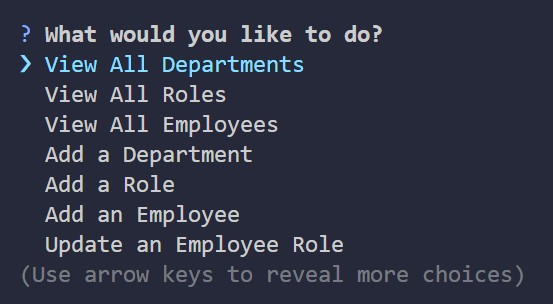 ? What would you like to do?
❯ View All Departments
View All Roles
View All Employees
Add a Department
Add a Role
Add an Employee
Update an Employee Role
(Use arrow keys to reveal more choices)